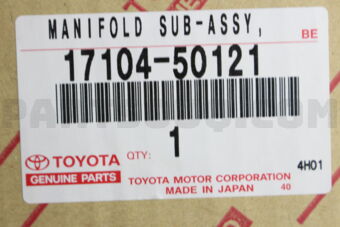 MANIFOLD SUB-ASSY,
BE
17104-50121
TOYOTA
GENUINE PARTS
QTY:
1
4H01
TOYOTA MOTOR CORPORATION
MADE IN JAPAN 40